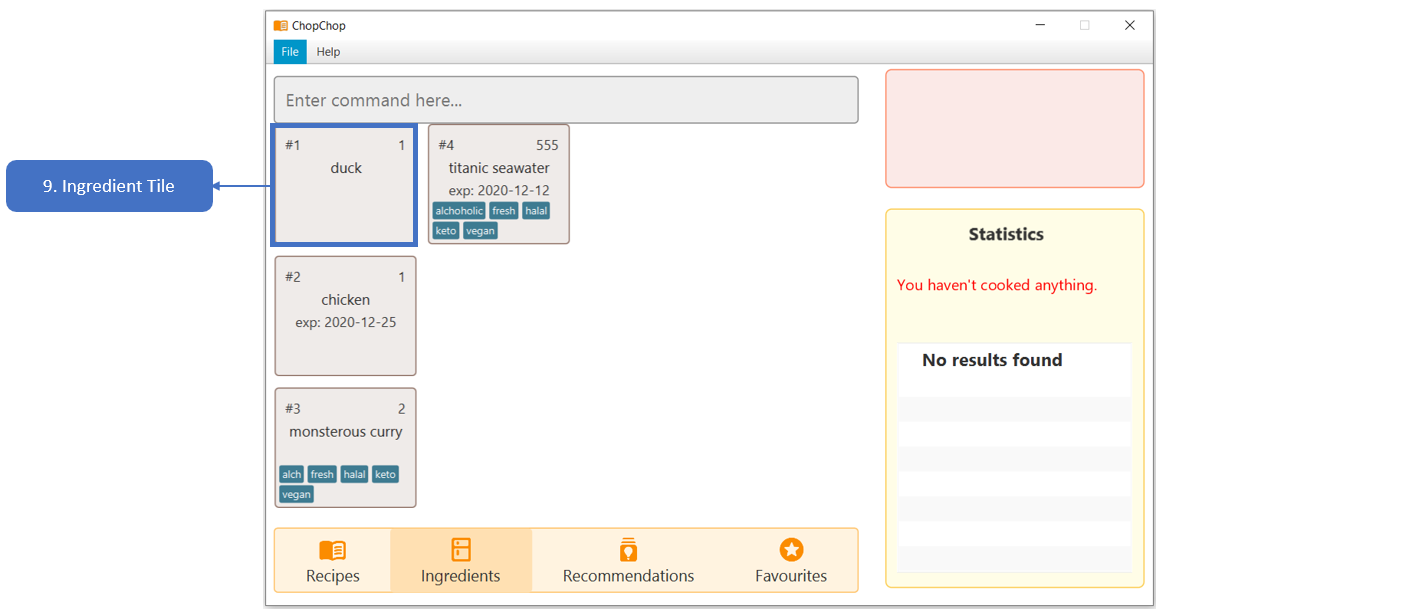 ChopChop
File Help
Enter command here...
9. Ingredient Tile
#1 1
duck
#4 555
titanic seawater
exp: 2020-12-12
alchoholic fresh halal
keto vegan
#2 1
chicken
exp: 2020-12-25
#3 2
monsterous curry
alch fresh halal keto
vegan
Statistics
You haven't cooked anything.
No results found
Recipes Ingredients Recommendations Favourites